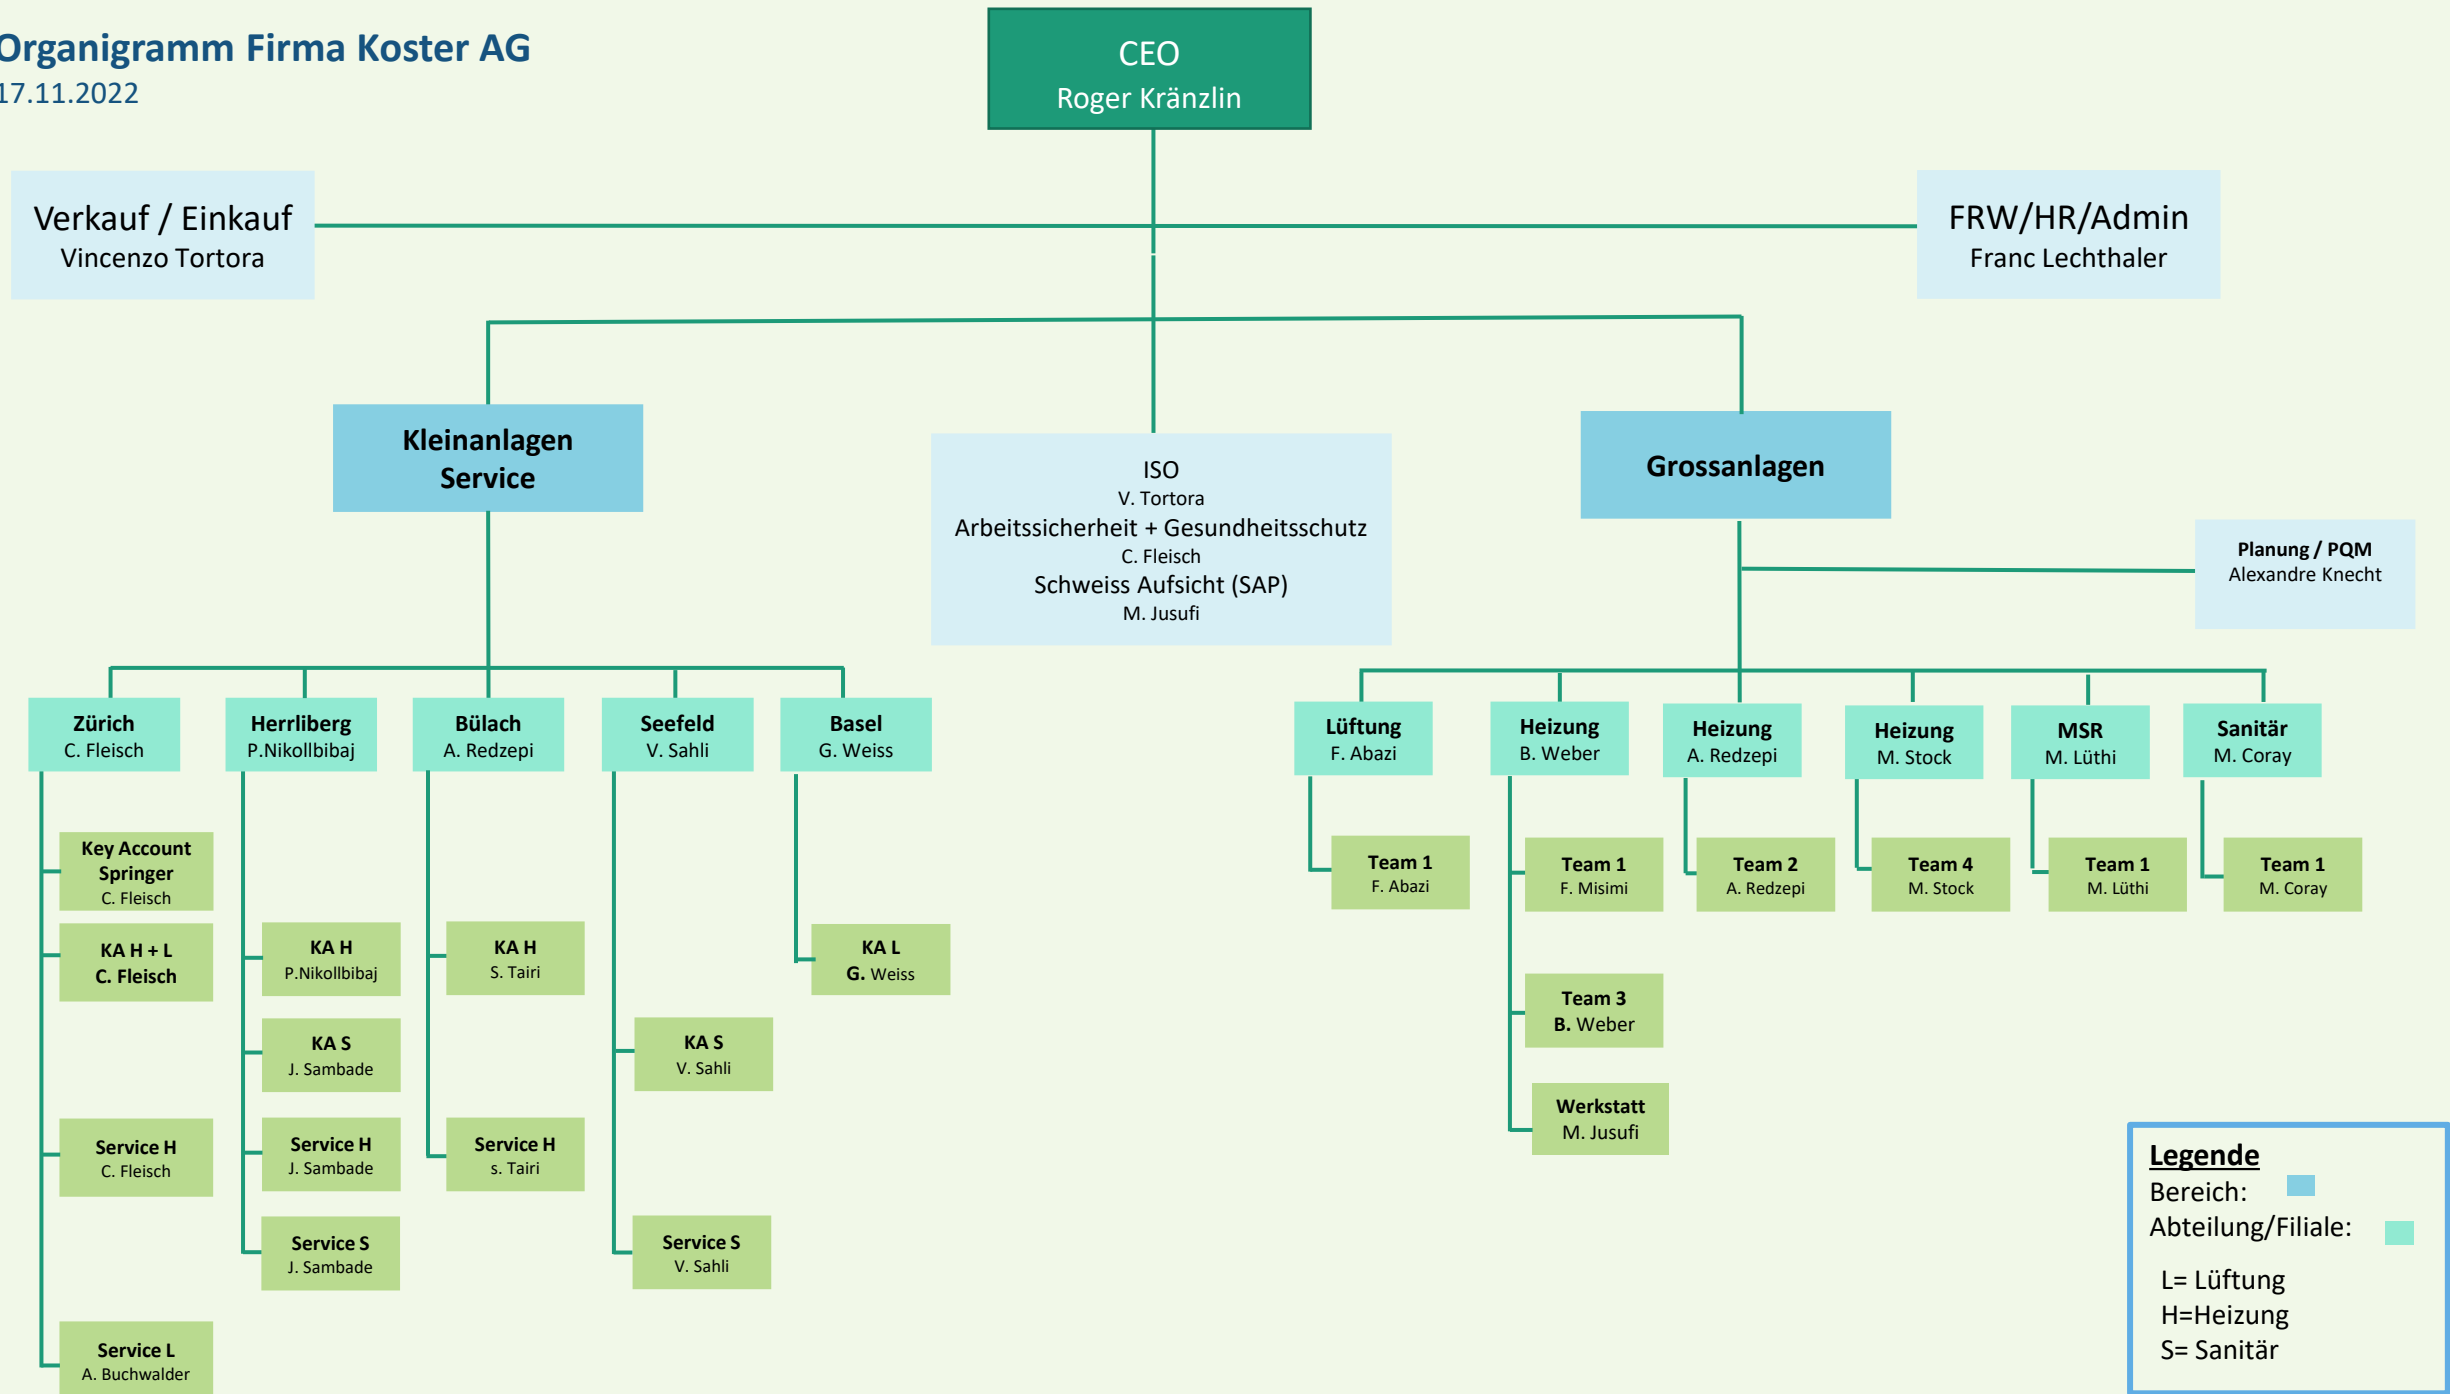 Organigramm Firma Koster AG
17.11.2022
CEO
Roger Kränzlin
Verkauf / Einkauf
Vincenzo Tortora
FRW/HR/Admin
Franc Lechthaler
Kleinanlagen
Service
ISO
V. Tortora
Arbeitssicherheit + Gesundheitsschutz
C. Fleisch
Schweiss Aufsicht (SAP)
M. Jusufi
Grossanlagen
Planung / PQM
Alexandre Knecht
Zürich
C. Fleisch
Herrliberg
P.Nikollbibaj
Bülach
A. Redzepi
Seefeld
V. Sahli
Basel
G. Weiss
Lüftung
F. Abazi
Heizung
B. Weber
Heizung
A. Redzepi
Heizung
M. Stock
MSR
M. Lüthi
Sanitär
M. Coray
Key Account
Springer
C. Fleisch
KA H + L
C. Fleisch
Service H
C. Fleisch
Service L
A. Buchwalder
KA H
P.Nikollbibaj
KA S
J. Sambade
Service H
J. Sambade
Service S
J. Sambade
KA H
S. Tairi
Service H
s. Tairi
KA S
V. Sahli
Service S
V. Sahli
KA L
G. Weiss
Team 1
F. Abazi
Team 1
F. Misimi
Team 3
B. Weber
Werkstatt
M. Jusufi
Team 2
A. Redzepi
Team 4
M. Stock
Team 1
M. Lüthi
Team 1
M. Coray
Legende
Bereich:
Abteilung/Filiale:
L= Lüftung
H=Heizung
S= Sanitär